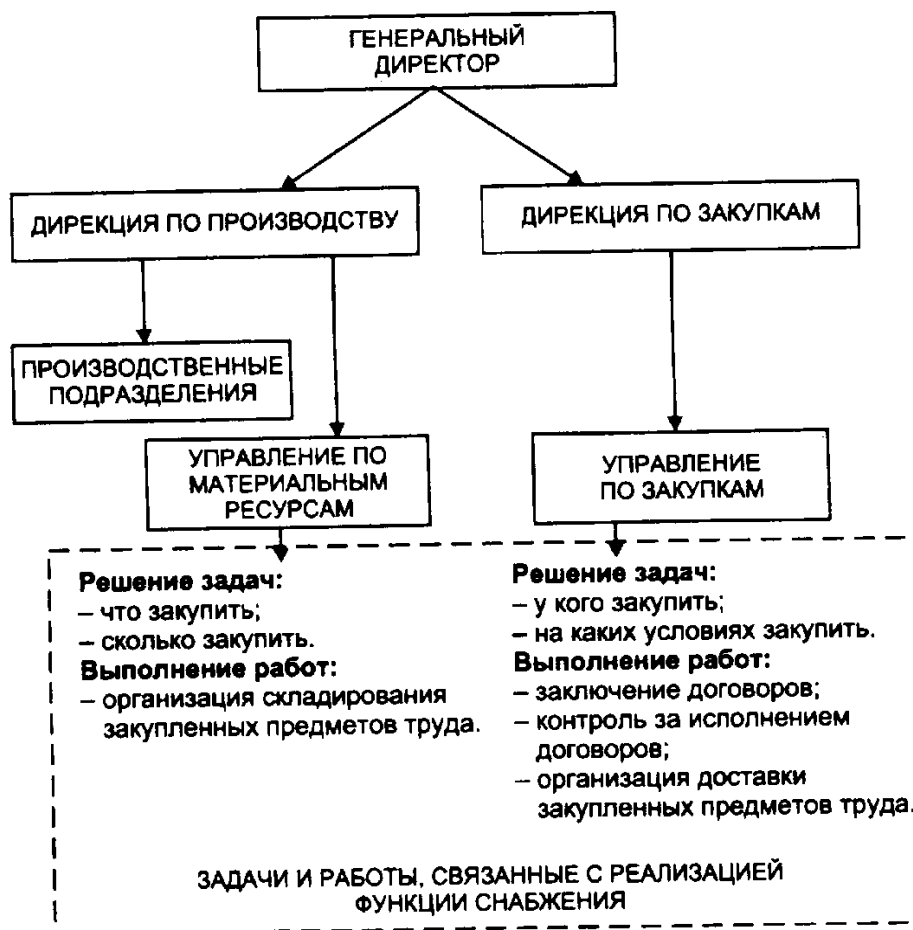 ГЕНЕРАЛЬНЫЙ
ДИРЕКТОР
ДИРЕКЦИЯ ПО ПРОИЗВОДСТВУ
ДИРЕКЦИЯ ПО ЗАКУПКАМ
ПРОИЗВОДСТВЕННЫЕ
ПОДРАЗДЕЛЕНИЯ
УПРАВЛЕНИЕ ПО
МАТЕРИАЛЬНЫМ
РЕСУРСАМ
УПРАВЛЕНИЕ
ПО ЗАКУПКАМ
Решение задач:
– что закупить;
– сколько закупить.
Выполнение работ:
– организация складирования
закупленных предметов труда.
Решение задач:
– у кого закупить;
– на каких условиях закупить.
Выполнение работ:
– заключение договоров;
– контроль за исполнением
договоров;
– организация доставки
закупленных предметов труда.
ЗАДАЧИ И РАБОТЫ, СВЯЗАННЫЕ С РЕАЛИЗАЦИЕЙ
ФУНКЦИИ СНАБЖЕНИЯ